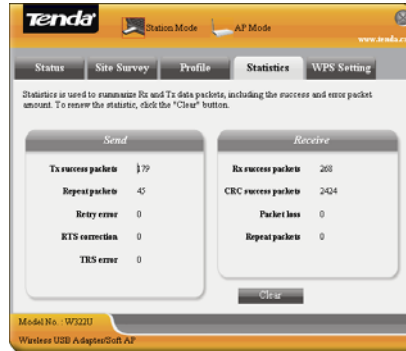 Tenda
Station Mode AP Mode
Status Site Survey Profile Statistics WPS Setting
Statistics is used to summarize Rx and Tx data packets, including the success and error packet
amount. To renew the statistic, click the "Clear" button.
Send Receive
Tx success packets 179 Rx success packets 268
Repeat packets 45 CRC success packets 2424
Retry error 0 Packet loss 0
RTS correction 0 Repeat packets 0
TRS error 0
Clear
Model No. : W322U
Wireless USB Adapter/Soft AP